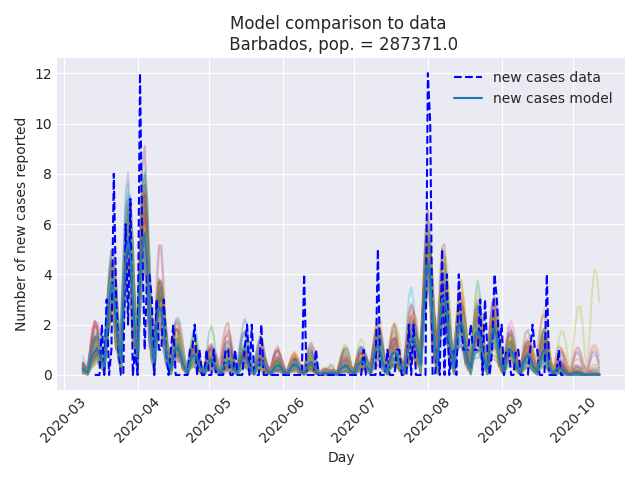 Model comparison to data
Barbados, pop. = 287371.0
new cases data
new cases model
Number of new cases reported
12
10
8
6
4
2
0
2020-03
2020-04
2020-05
2020-06
2020-07
2020-08
2020-09
2020-10
Day